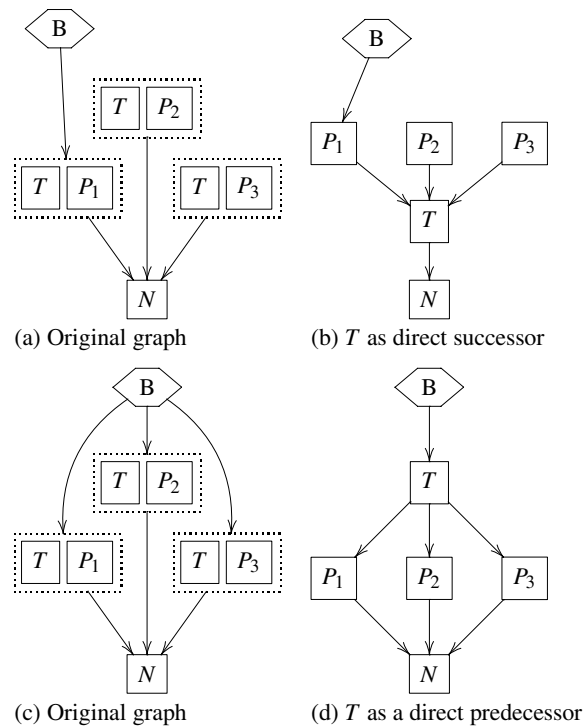 B B
T P₂
P₁ P₂ P₃
T P₁ T P₃
T
N N
(a) Original graph (b) T as direct successor
B B
T P₂ T
T P₁ T P₃ P₁ P₂ P₃
N N
(c) Original graph (d) T as a direct predecessor